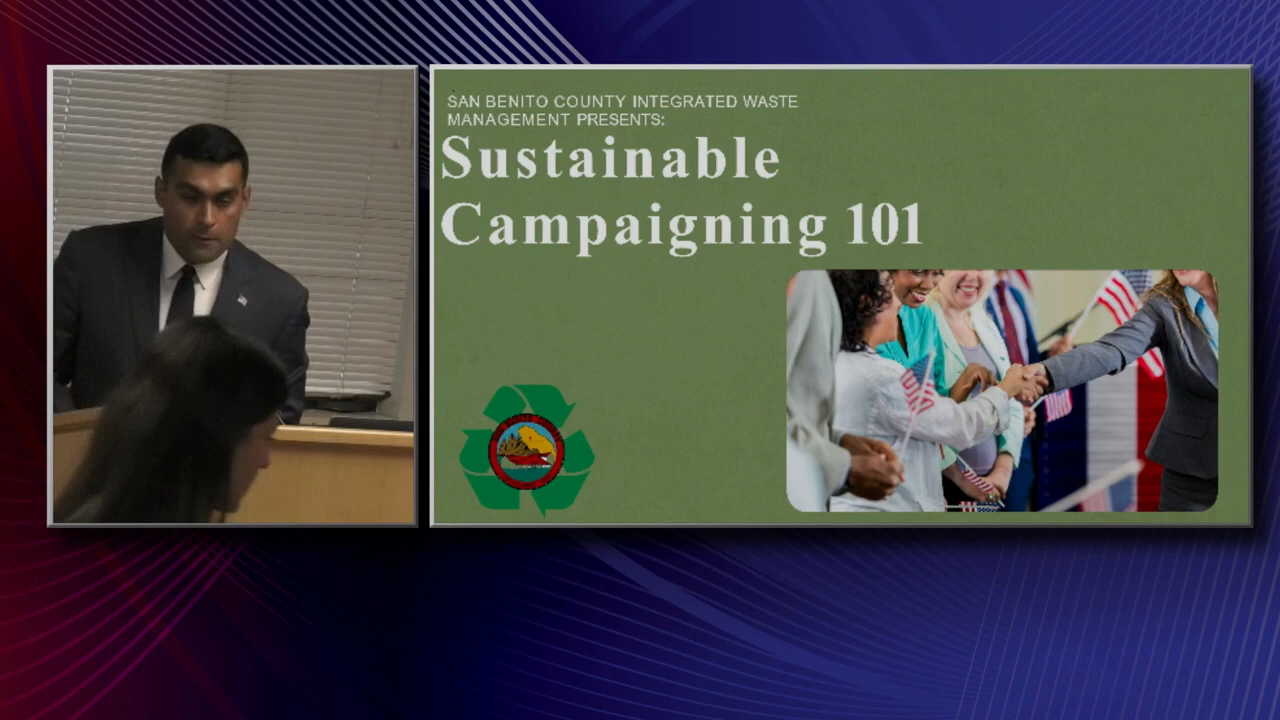 SAN BENITO COUNTY INTEGRATED WASTE
MANAGEMENT PRESENTS:
Sustainable
Campaigning 101